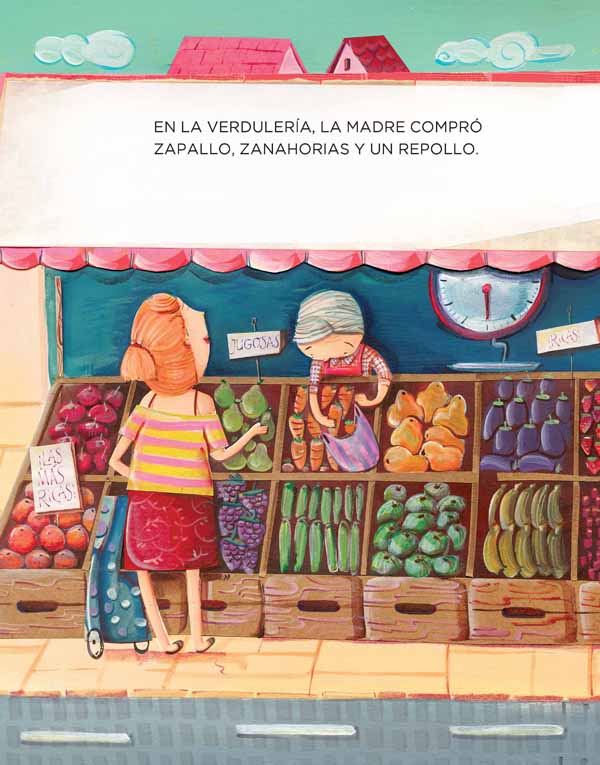 EN LA VERDULERÍA, LA MADRE COMPRÓ
ZAPALLO, ZANAHORIAS Y UN REPOLLO.
JUGOSAS
¡RICAS!
¡LAS
MÁS
RICAS!